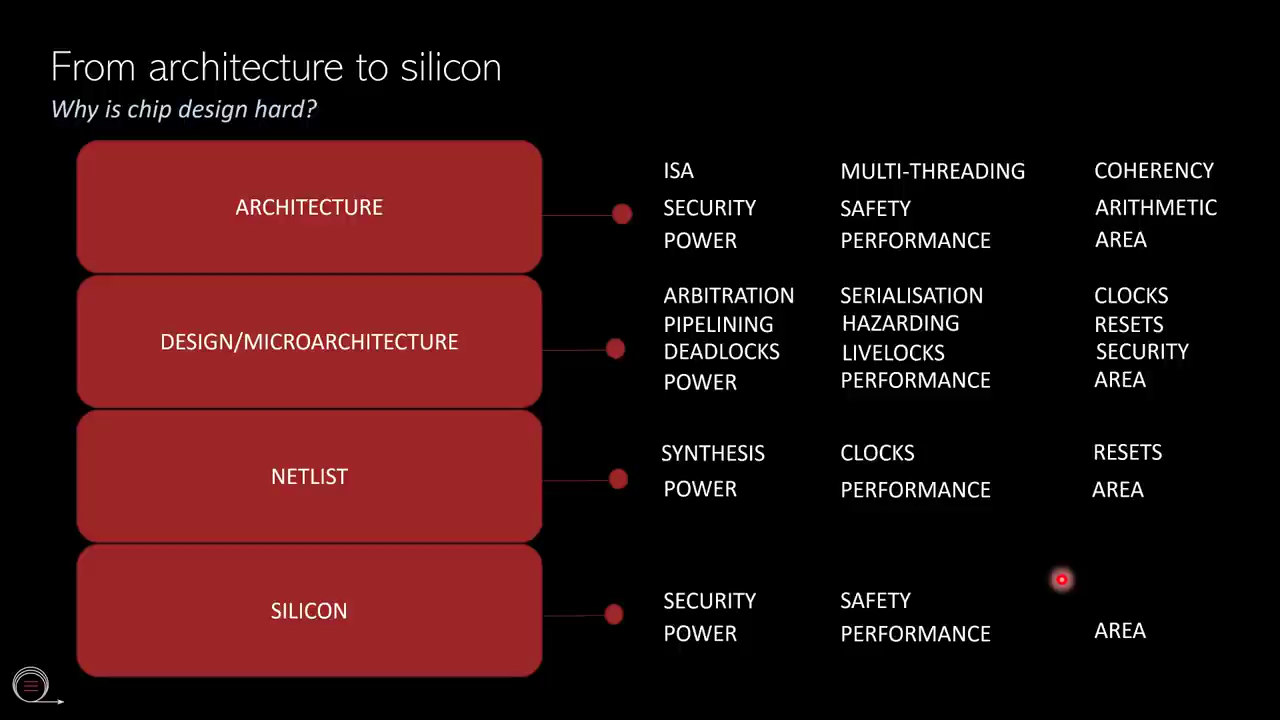 From architecture to silicon
Why is chip design hard?
ARCHITECTURE
ISA MULTI-THREADING COHERENCY
SECURITY SAFETY ARITHMETIC
POWER PERFORMANCE AREA
DESIGN/MICROARCHITECTURE
ARBITRATION SERIALISATION CLOCKS
PIPELINING HAZARDING RESETS
DEADLOCKS LIVELOCKS SECURITY
POWER PERFORMANCE AREA
NETLIST
SYNTHESIS CLOCKS RESETS
POWER PERFORMANCE AREA
SILICON
SECURITY SAFETY
POWER PERFORMANCE AREA